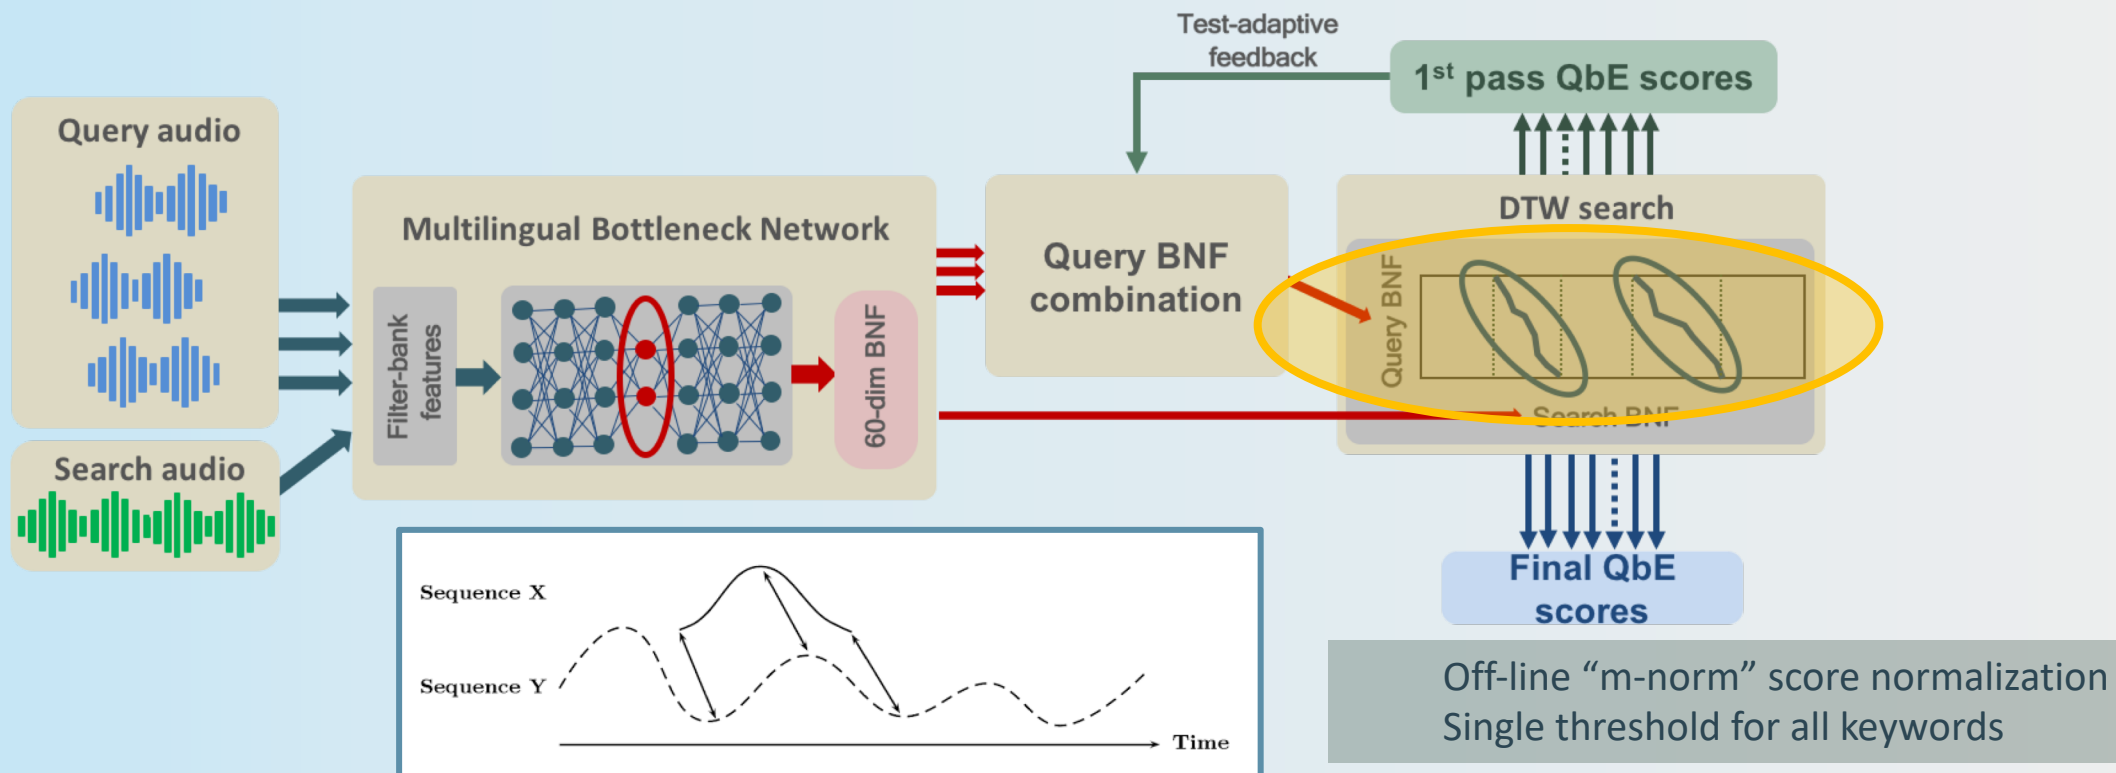 Test-adaptive
feedback
1st pass QbE scores
Query audio
Search audio
Multilingual Bottleneck Network
Filter-bank
features
60-dim BNF
Query BNF
combination
DTW search
Query BNF
Search BNF
Final QbE
scores
Sequence X
Sequence Y
Time
Off-line “m-norm” score normalization
Single threshold for all keywords